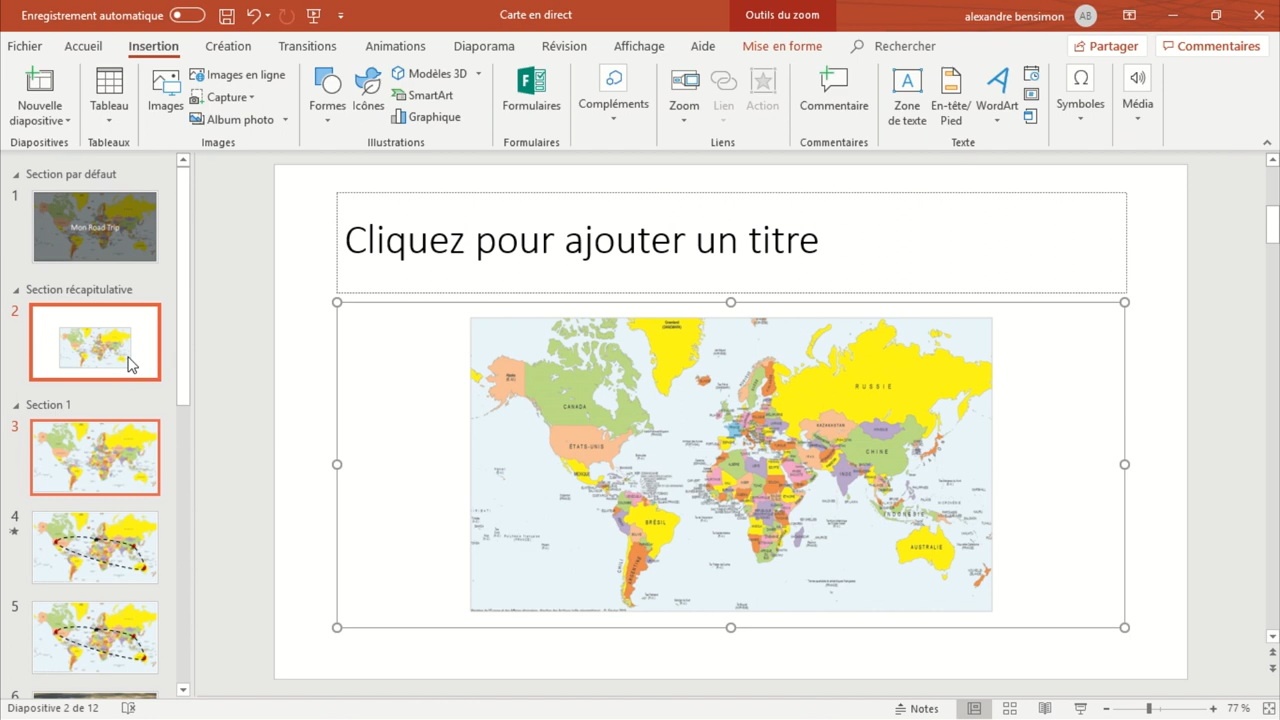 Enregistrement automatique
Carte en direct
Outils du zoom
alexandre bensimon
AB
Fichier
Accueil
Insertion
Création
Transitions
Animations
Diaporama
Révision
Affichage
Aide
Mise en forme
Rechercher
Partager
Commentaires
Nouvelle
diapositive
Tableau
Images
Images en ligne
Capture
Album photo
Formes
Icônes
Modèles 3D
SmartArt
Graphique
Formulaires
Compléments
Zoom
Lien
Action
Commentaire
Zone
de texte
En-tête/
Pied
WordArt
Symboles
Média
Diapositives
Tableaux
Images
Illustrations
Formulaires
Liens
Commentaires
Texte
Section par défaut
1
Mon Road Trip
Section récapitulative
2
Section 1
3
4
5
6
Cliquez pour ajouter un titre
RUSSIE
CANADA
KAZAKHSTAN
ÉTATS-UNIS
CHINE
MEXIQUE
BRÉSIL
INDONÉSIE
CHILI
AUSTRALIE
Diapositive 2 de 12
Notes
77 %